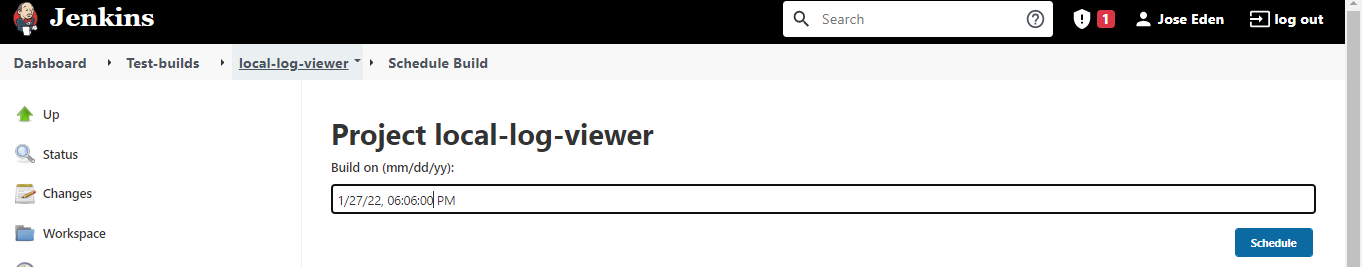 Jenkins
Search
1
Jose Eden
log out
Dashboard
Test-builds
local-log-viewer
Schedule Build
Up
Status
Changes
Workspace
Project local-log-viewer
Build on (mm/dd/yy):
1/27/22, 06:06:00 PM
Schedule